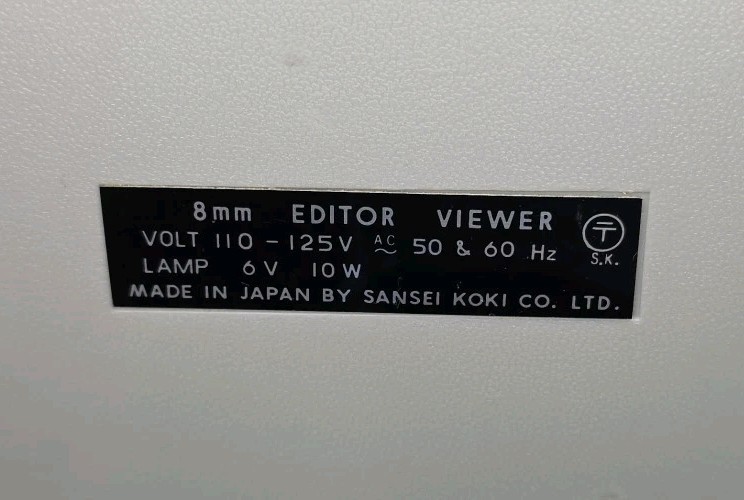 8mm EDITOR VIEWER
VOLT 110 - 125V AC 50 & 60 Hz
S.K.
LAMP 6V 10W
MADE IN JAPAN BY SANSEI KOKI CO. LTD.